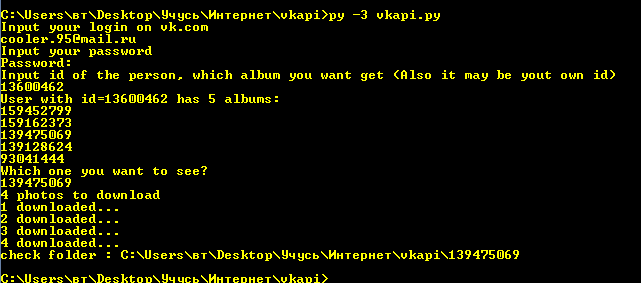 C:\Users\вт\Desktop\Учусь\Интернет\vkapi>py -3 vkapi.py
Input your login on vk.com
cooler.95@mail.ru
Input your password
Password:
Input id of the person, which album you want get (Also it may be yout own id)
13600462
User with id=13600462 has 5 albums:
159452799
159162373
139475069
139128624
93041444
Which one you want to see?
139475069
4 photos to download
1 downloaded...
2 downloaded...
3 downloaded...
4 downloaded...
check folder : C:\Users\вт\Desktop\Учусь\Интернет\vkapi\139475069
C:\Users\вт\Desktop\Учусь\Интернет\vkapi>